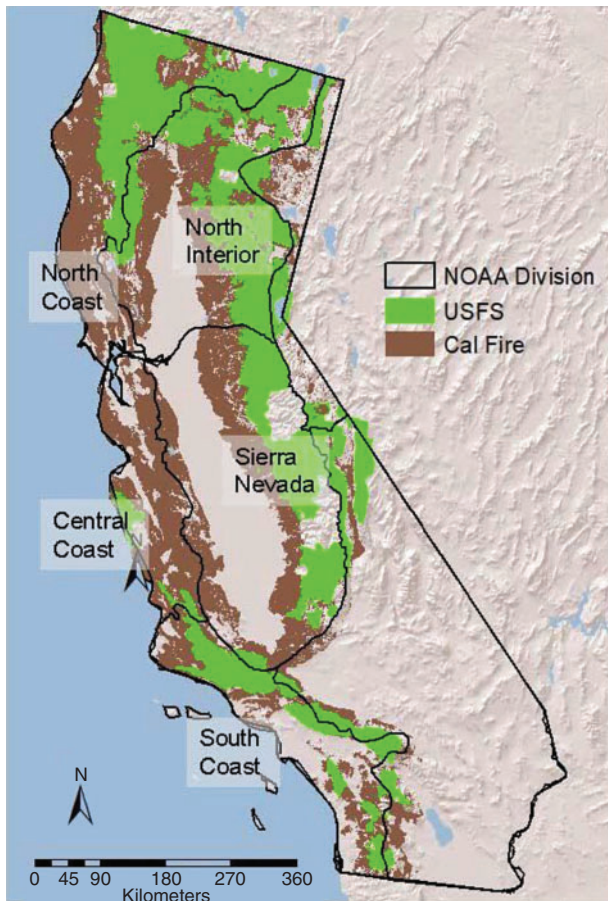 North
Interior
North
Coast
NOAA Division
USFS
Cal Fire
Sierra
Nevada
Central
Coast
N
South
Coast
N
0 45 90 180 270 360
Kilometers